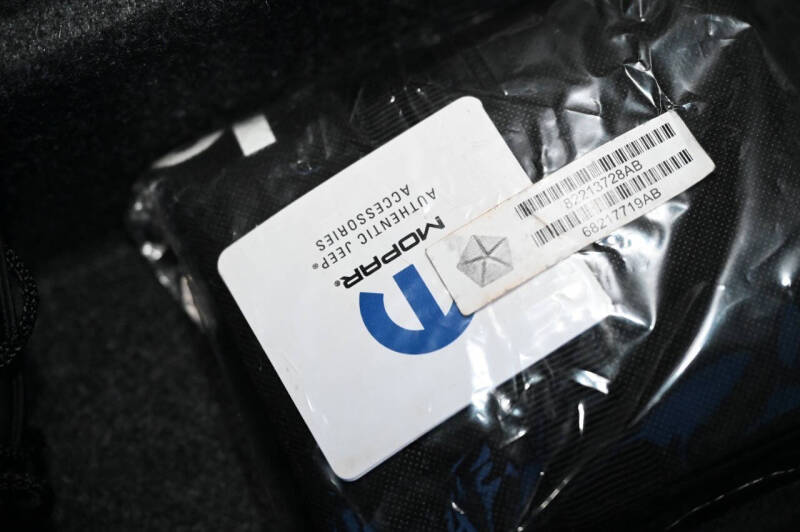 MOPAR®
AUTHENTIC JEEP®
ACCESSORIES
82213728AB
68217719AB